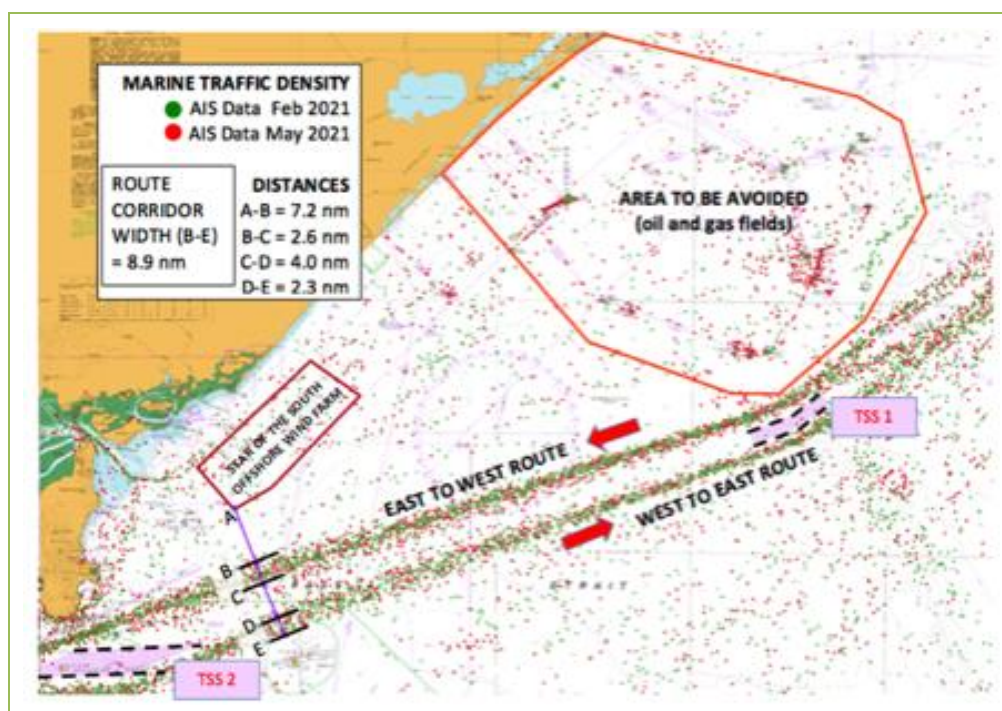 MARINE TRAFFIC DENSITY
AIS Data Feb 2021
AIS Data May 2021
ROUTE
CORRIDOR
WIDTH (B-E)
= 8.9 nm
DISTANCES
A-B = 7.2 nm
B-C = 2.6 nm
C-D = 4.0 nm
D-E = 2.3 nm
AREA TO BE AVOIDED
(oil and gas fields)
STAR OF THE SOUTH
OFFSHORE WIND FARM
TSS 1
EAST TO WEST ROUTE
WEST TO EAST ROUTE
A
B
C
D
E
STRAIT
TSS 2